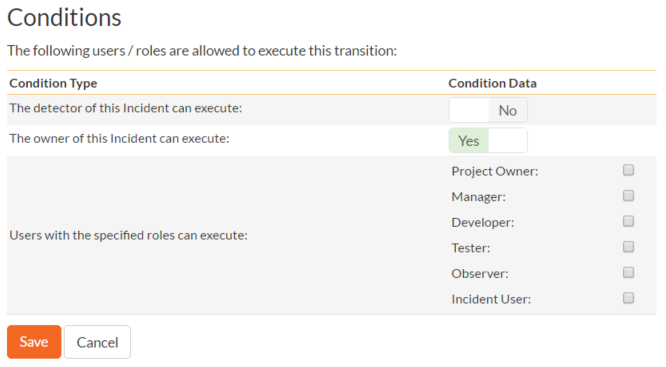 Conditions
The following users / roles are allowed to execute this transition:
Condition Type Condition Data
The detector of this Incident can execute: No
The owner of this Incident can execute: Yes
Users with the specified roles can execute:
Project Owner:
Manager:
Developer:
Tester:
Observer:
Incident User:
Save Cancel